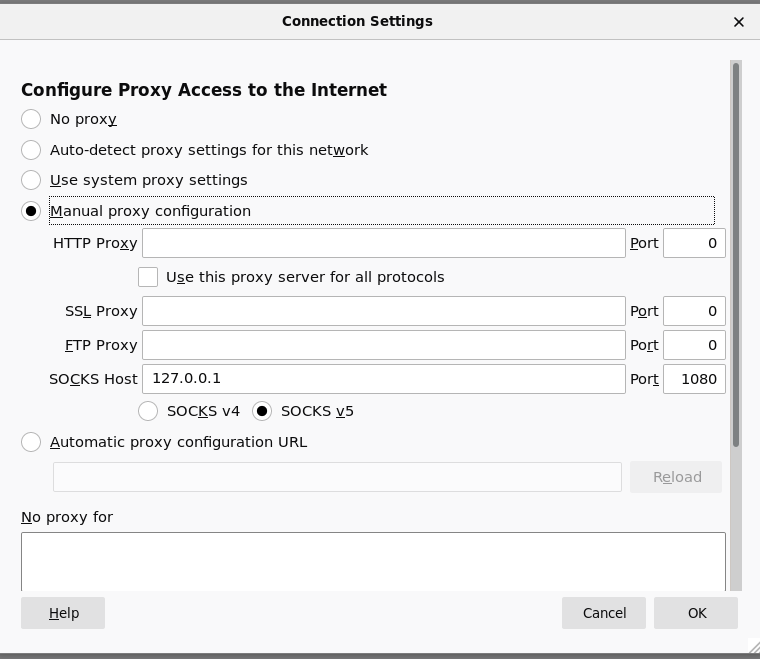 Connection Settings
Configure Proxy Access to the Internet
No proxy
Auto-detect proxy settings for this network
Use system proxy settings
Manual proxy configuration
HTTP Proxy Port 0
Use this proxy server for all protocols
SSL Proxy Port 0
FTP Proxy Port 0
SOCKS Host 127.0.0.1 Port 1080
SOCKS v4 SOCKS v5
Automatic proxy configuration URL
Reload
No proxy for
Help Cancel OK